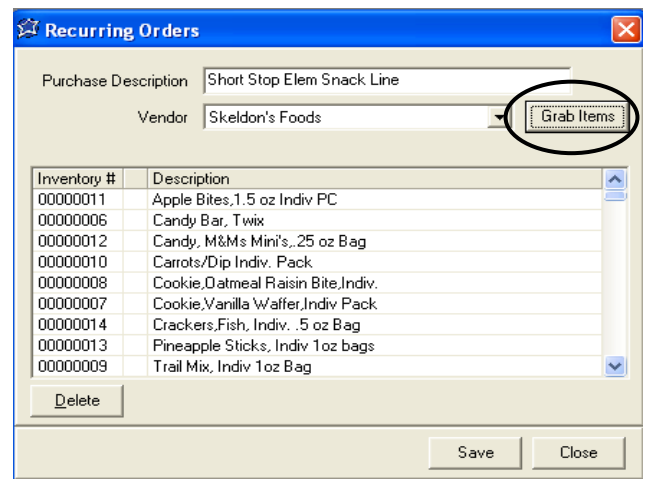 Recurring Orders
Purchase Description Short Stop Elem Snack Line
Vendor Skeldon's Foods Grab Items
Inventory # Description
00000011 Apple Bites,1.5 oz Indiv PC
00000006 Candy Bar, Twix
00000012 Candy, M&Ms Mini's,.25 oz Bag
00000010 Carrots/Dip Indiv. Pack
00000008 Cookie,Oatmeal Raisin Bite,Indiv.
00000007 Cookie,Vanilla Waffer,Indiv Pack
00000014 Crackers,Fish, Indiv. .5 oz Bag
00000013 Pineapple Sticks, Indiv 1oz bags
00000009 Trail Mix, Indiv 1oz Bag
Delete
Save Close